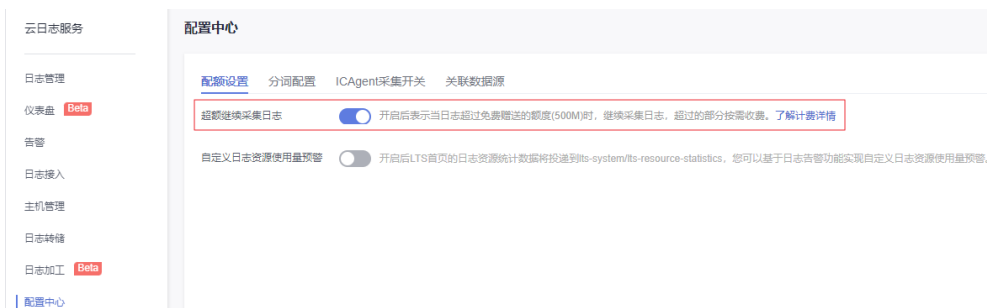 云日志服务
配置中心
日志管理
配额设置 分词配置 ICAgent采集开关 关联数据源
仪表盘 Beta
超额继续采集日志 开启后表示当日志超过免费赠送的额度(500M)时，继续采集日志，超过的部分按需收费。了解计费详情
告警
自定义日志资源使用量预警 开启后LTS首页的日志资源统计数据将投递到lts-system/lts-resource-statistics，您可以基于日志告警功能实现自定义日志资源使用量预警。
日志接入
主机管理
日志转储
日志加工 Beta
配置中心